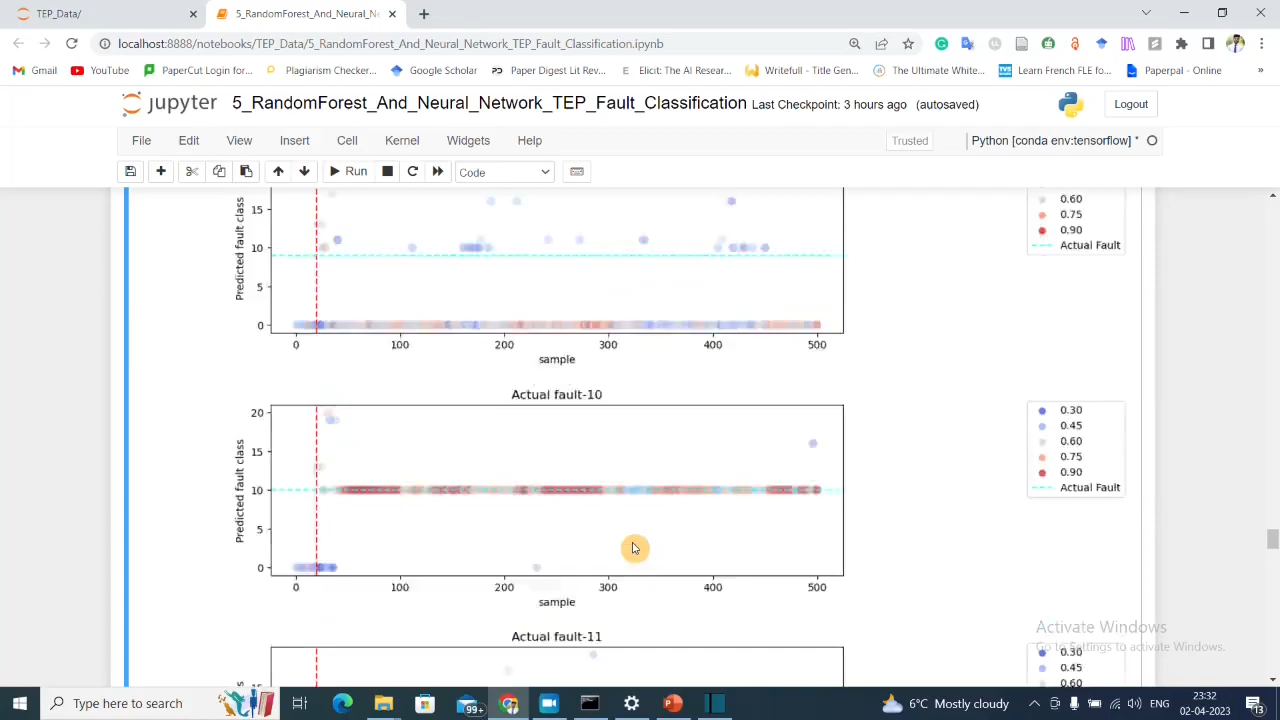 TEP_Data/
5_RandomForest_And_Neural_Ne
localhost:8888/notebooks/TEP_Data/5_RandomForest_And_Neural_Network_TEP_Fault_Classification.ipynb
Gmail YouTube PaperCut Login for... Plagiarism Checker... Google Scholar Paper Digest Lit Rev... Elicit: The AI Resear... Writefull - Title Gen... The Ultimate White... Learn French FLE fo... Paperpal - Online
jupyter 5_RandomForest_And_Neural_Network_TEP_Fault_Classification Last Checkpoint: 3 hours ago (autosaved) Logout
File Edit View Insert Cell Kernel Widgets Help Trusted Python [conda env:tensorflow] *
Run Code
Predicted fault class
15
10
5
0
0 100 200 300 400 500
sample
0.60
0.75
0.90
Actual Fault
Actual fault-10
Predicted fault class
20
15
10
5
0
0 100 200 300 400 500
sample
0.30
0.45
0.60
0.75
0.90
Actual Fault
Actual fault-11
15
0.30
0.45
0.60
Activate Windows
Go to Settings to activate Windows.
Type here to search
99+
6°C Mostly cloudy
ENG
23:32
02-04-2023
13